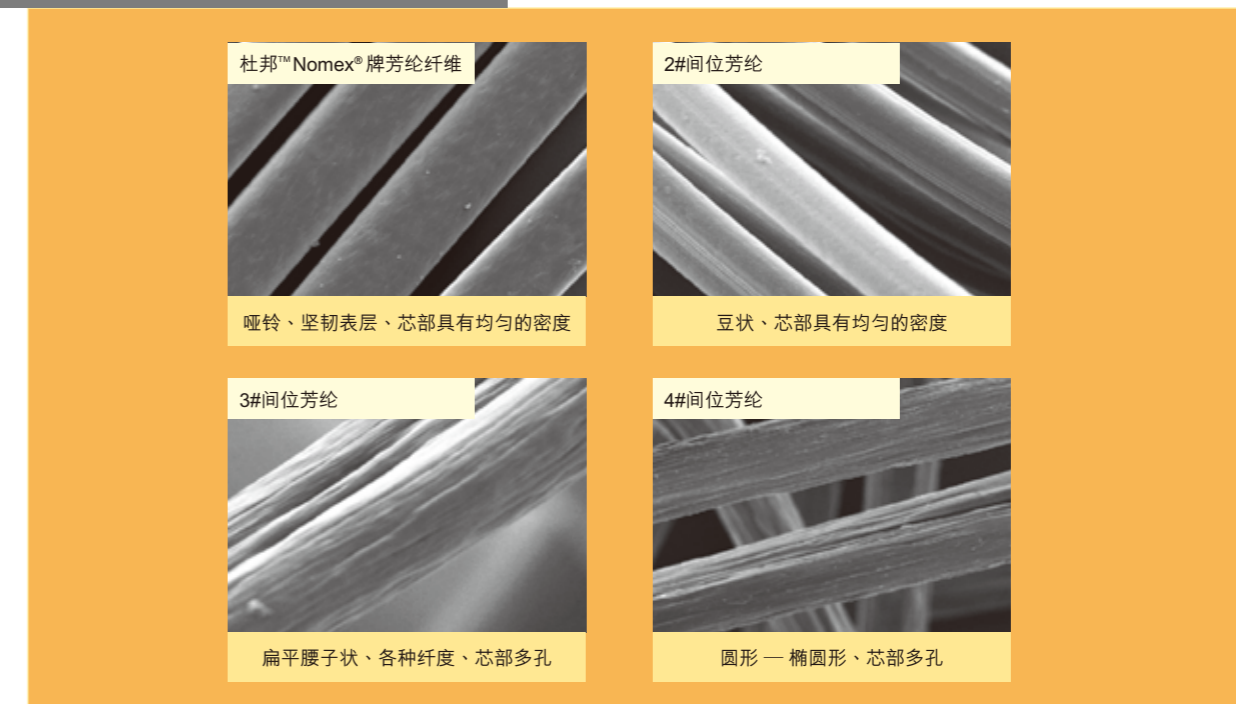 杜邦™Nomex®牌芳纶纤维
2#间位芳纶
哑铃、坚韧表层、芯部具有均匀的密度
豆状、芯部具有均匀的密度
3#间位芳纶
4#间位芳纶
扁平腰子状、各种纤度、芯部多孔
圆形 — 椭圆形、芯部多孔